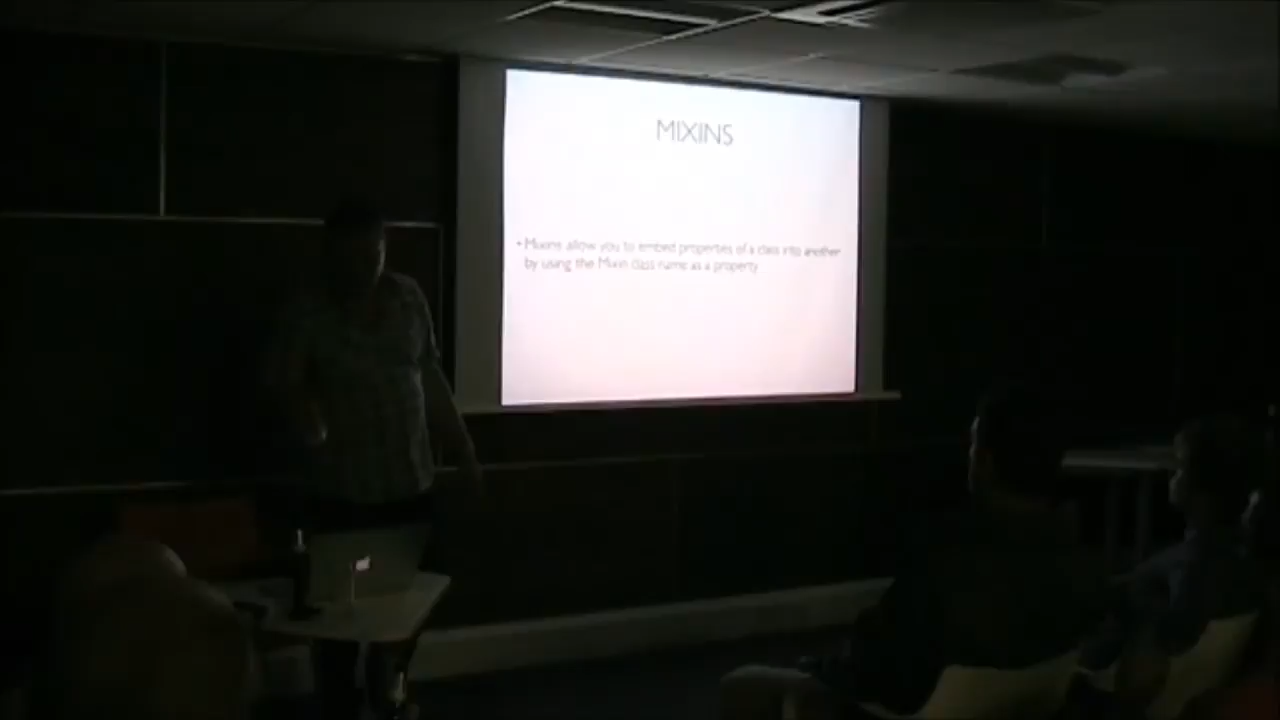 MIXINS
• Mixins allow you to embed properties of a class into another
by using the Mixin class name as a property